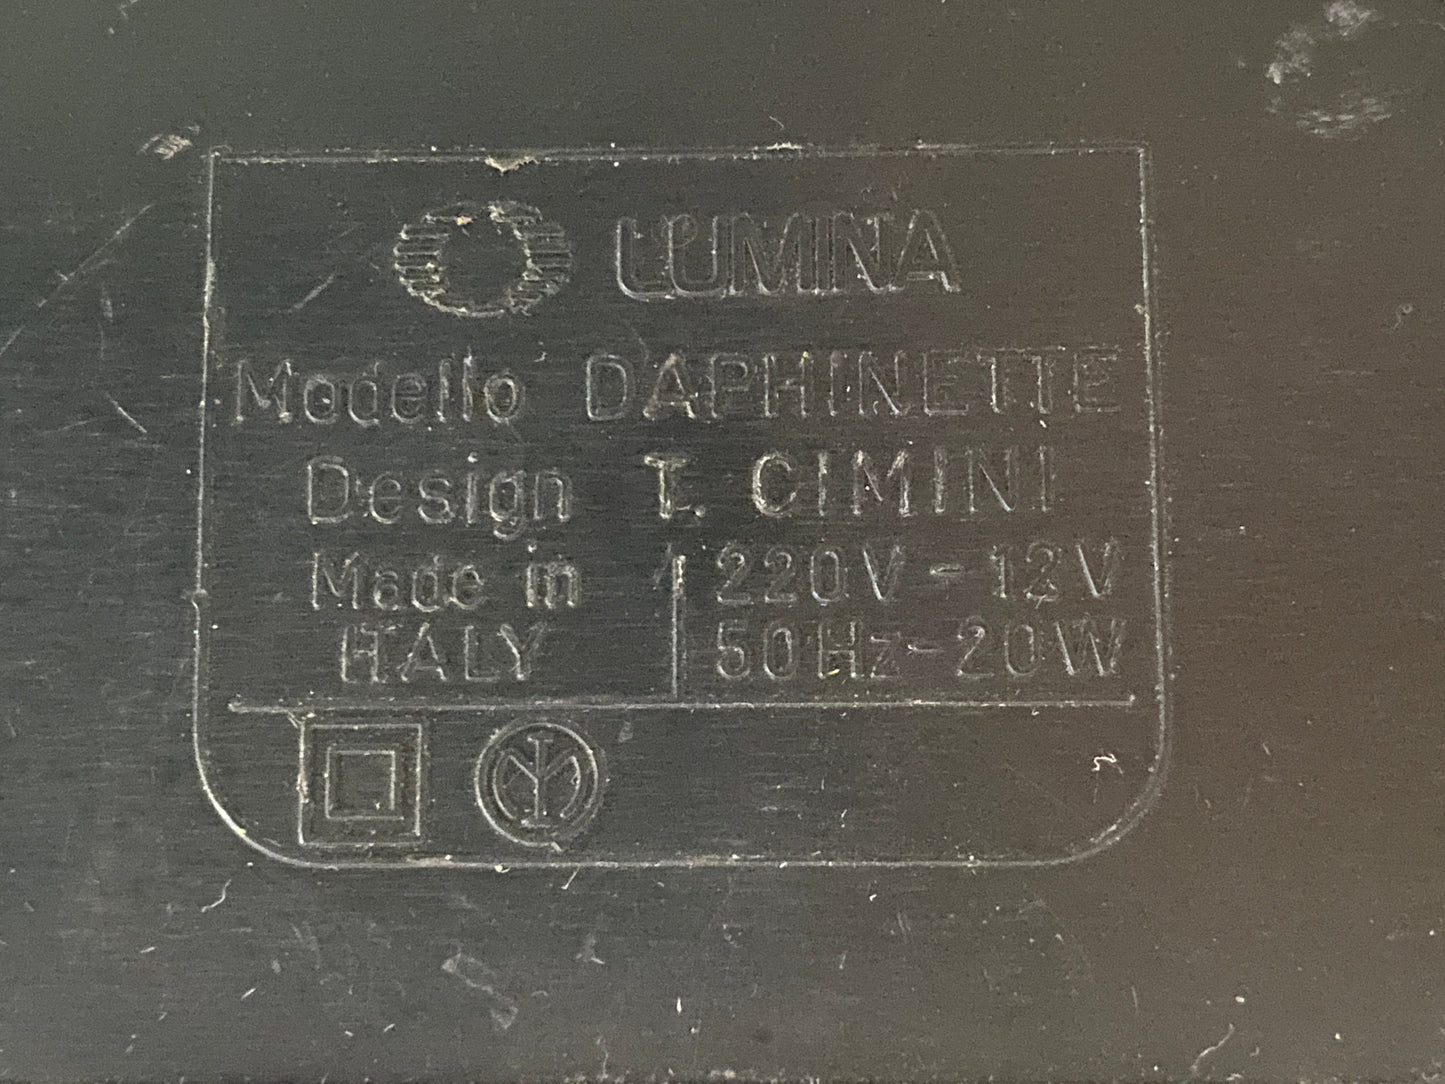 LUMINA
Modello DAPHINETTE
Design T. CIMINI
Made in
ITALY
220V-12V
50Hz-20W